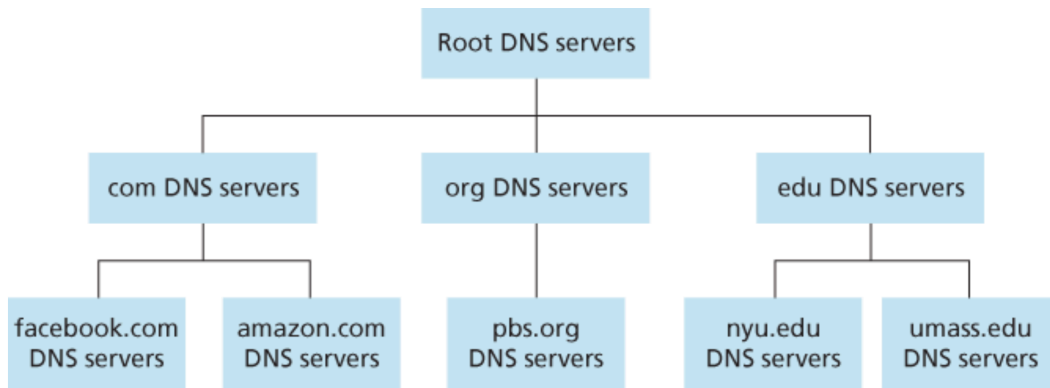 Root DNS servers
com DNS servers
org DNS servers
edu DNS servers
facebook.com
DNS servers
amazon.com
DNS servers
pbs.org
DNS servers
nyu.edu
DNS servers
umass.edu
DNS servers